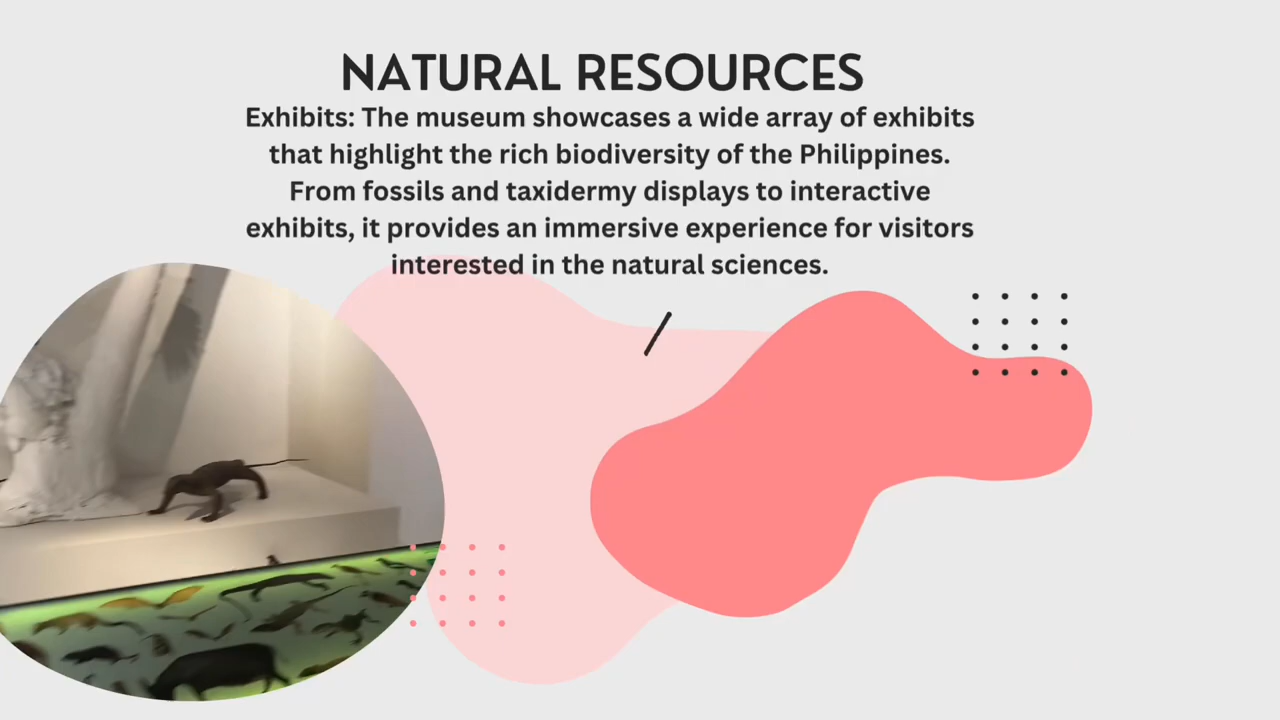 NATURAL RESOURCES
Exhibits: The museum showcases a wide array of exhibits
that highlight the rich biodiversity of the Philippines.
From fossils and taxidermy displays to interactive
exhibits, it provides an immersive experience for visitors
interested in the natural sciences.